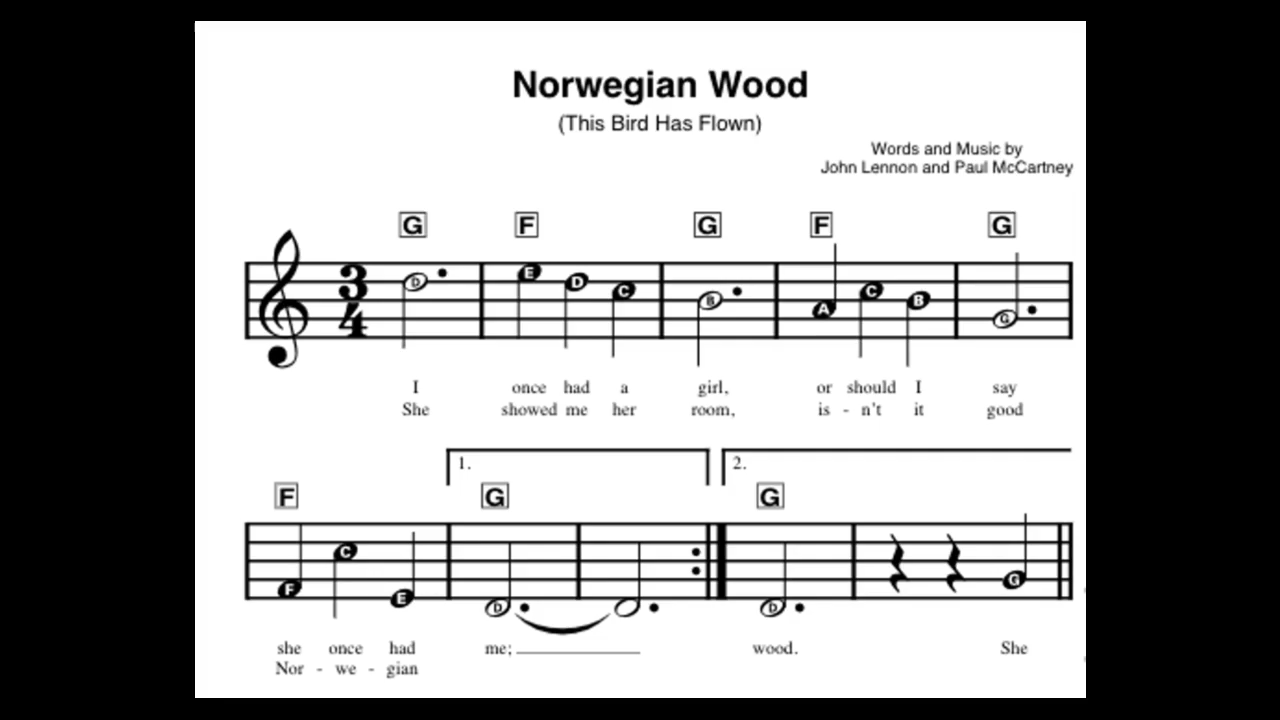 Norwegian Wood
(This Bird Has Flown)
Words and Music by
John Lennon and Paul McCartney
G F G F G
3
4
D E D C B A C B G
I once had a girl, or should I say
She showed me her room, is - n't it good
1. 2.
F G G
F C E D D G
she once had me; wood. She
Nor - we - gian